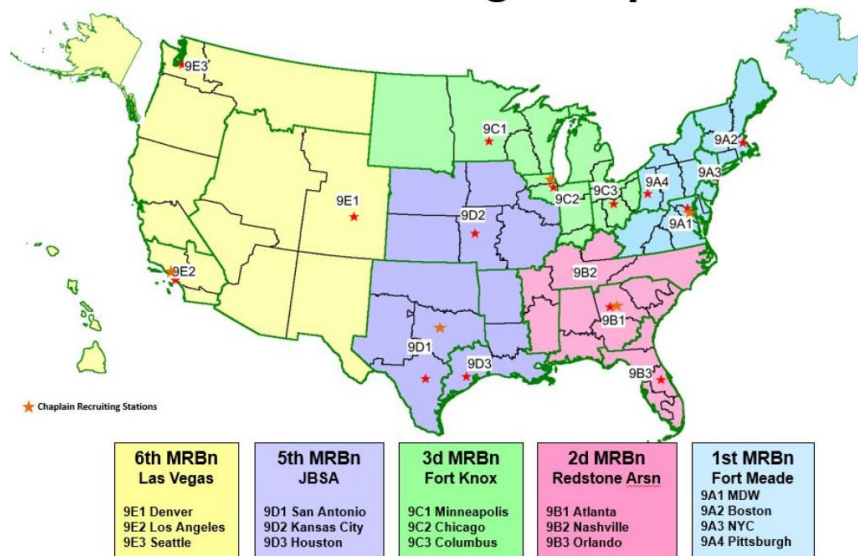 9E3
9C1
9A2
9A3
9C3
9A4
9C2
9E1
9D2
9A1
9E2
9B2
9B1
9D1
9D3
9B3
Chaplain Recruiting Stations
6th MRBn
Las Vegas
9E1 Denver
9E2 Los Angeles
9E3 Seattle
5th MRBn
JBSA
9D1 San Antonio
9D2 Kansas City
9D3 Houston
3d MRBn
Fort Knox
9C1 Minneapolis
9C2 Chicago
9C3 Columbus
2d MRBn
Redstone Arsn
9B1 Atlanta
9B2 Nashville
9B3 Orlando
1st MRBn
Fort Meade
9A1 MDW
9A2 Boston
9A3 NYC
9A4 Pittsburgh